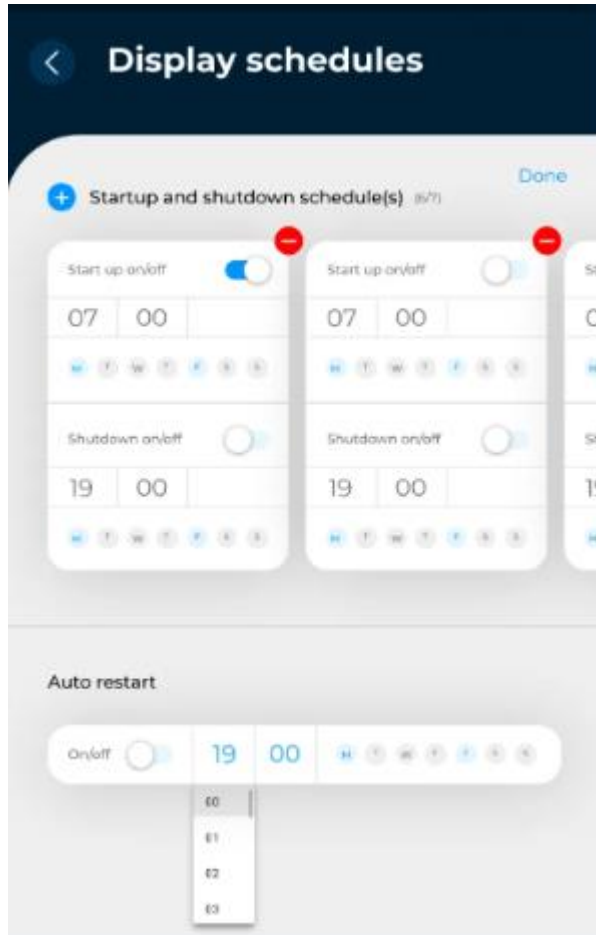 Display schedules
Done
Startup and shutdown schedule(s) (6/7)
Start up on/off
Start up on/off
07 00
07 00
M T W T F S S
M T W T F S S
Shutdown on/off
Shutdown on/off
19 00
19 00
M T W T F S S
M T W T F S S
Auto restart
On/off 19 00 M T W T F S S
00
01
02
03